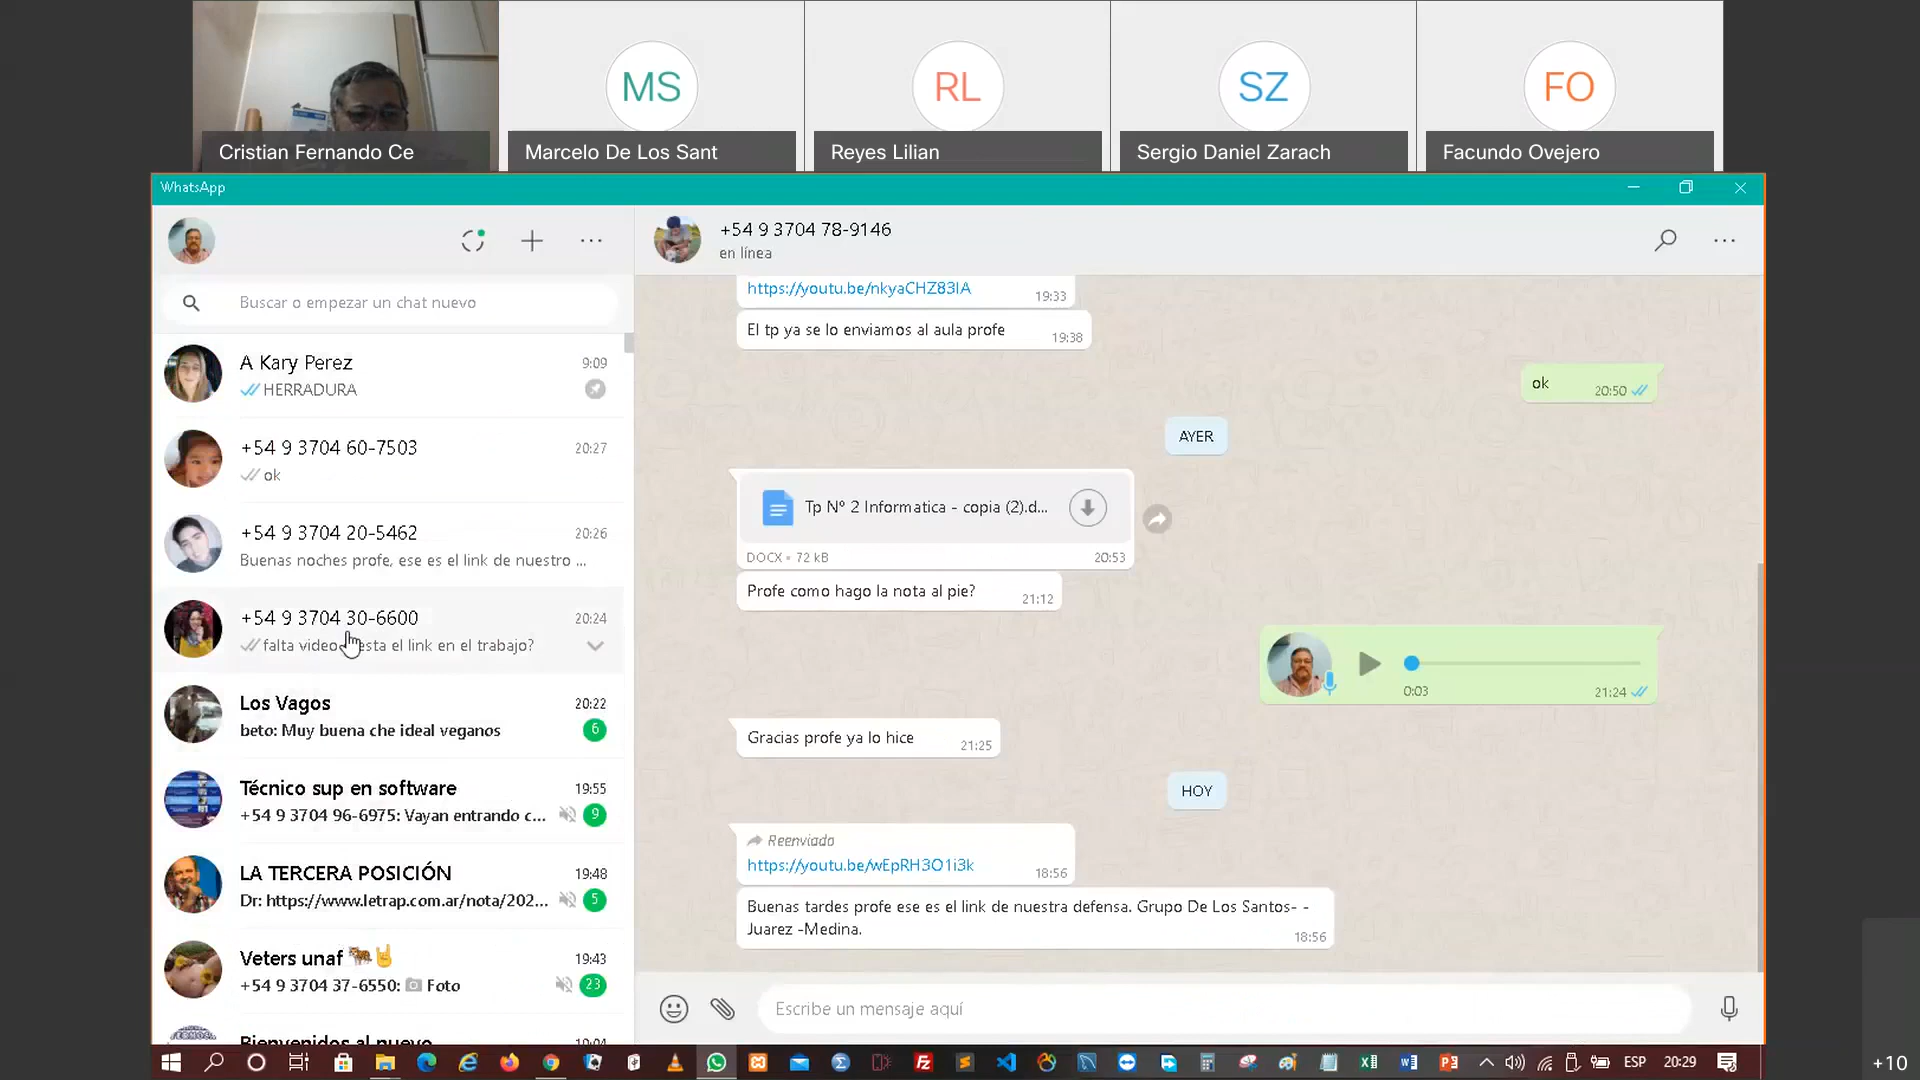 MS
RL
SZ
FO
Cristian Fernando Ce
Marcelo De Los Sant
Reyes Lilian
Sergio Daniel Zarach
Facundo Ovejero
WhatsApp
Buscar o empezar un chat nuevo
A Kary Perez
9:09
HERRADURA
+54 9 3704 60-7503
20:27
ok
+54 9 3704 20-5462
20:26
Buenas noches profe, ese es el link de nuestro ...
+54 9 3704 30-6600
20:24
falta video esta el link en el trabajo?
Los Vagos
20:22
beto: Muy buena che ideal veganos
6
Técnico sup en software
19:55
+54 9 3704 96-6975: Vayan entrando c...
9
LA TERCERA POSICIÓN
19:48
Dr: https://www.letrap.com.ar/nota/202...
5
Veters unaf
19:43
+54 9 3704 37-6550: Foto
23
Bienvenidos al nuevo
19:04
+54 9 3704 78-9146
en línea
https://youtu.be/nkyaCHZ83IA
19:33
El tp ya se lo enviamos al aula profe
19:38
ok
20:50
AYER
Tp Nº 2 Informatica - copia (2).d...
DOCX • 72 kB
20:53
Profe como hago la nota al pie?
21:12
0:03
21:24
Gracias profe ya lo hice
21:25
HOY
Reenviado
https://youtu.be/wEpRH3O1i3k
18:56
Buenas tardes profe ese es el link de nuestra defensa. Grupo De Los Santos- -
Juarez -Medina.
18:56
Escribe un mensaje aquí
ESP
20:29
+10